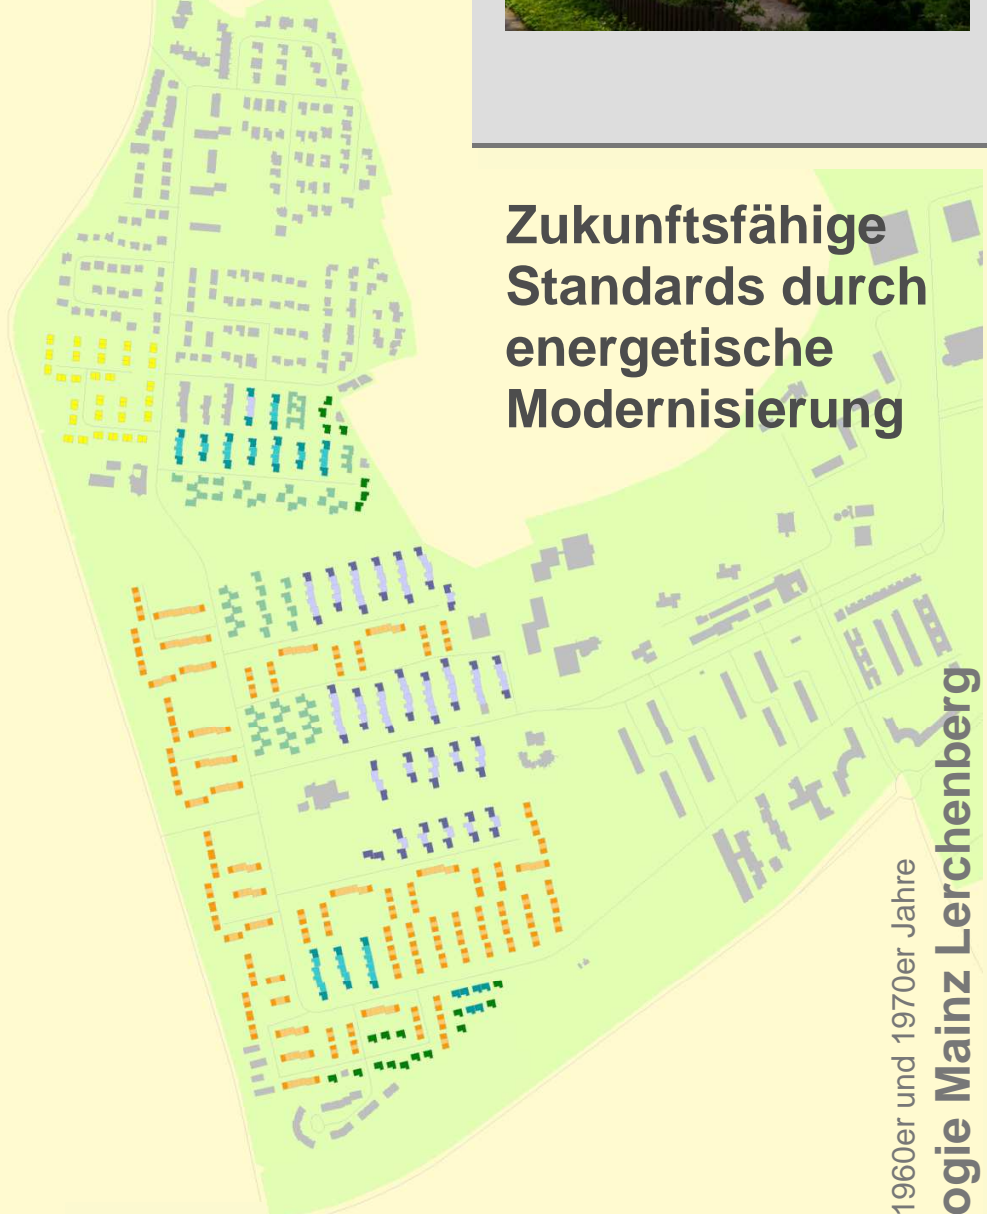 Zukunftsfähige
Standards durch
energetische
Modernisierung
1960er und 1970er Jahre
ogie Mainz Lerchenberg